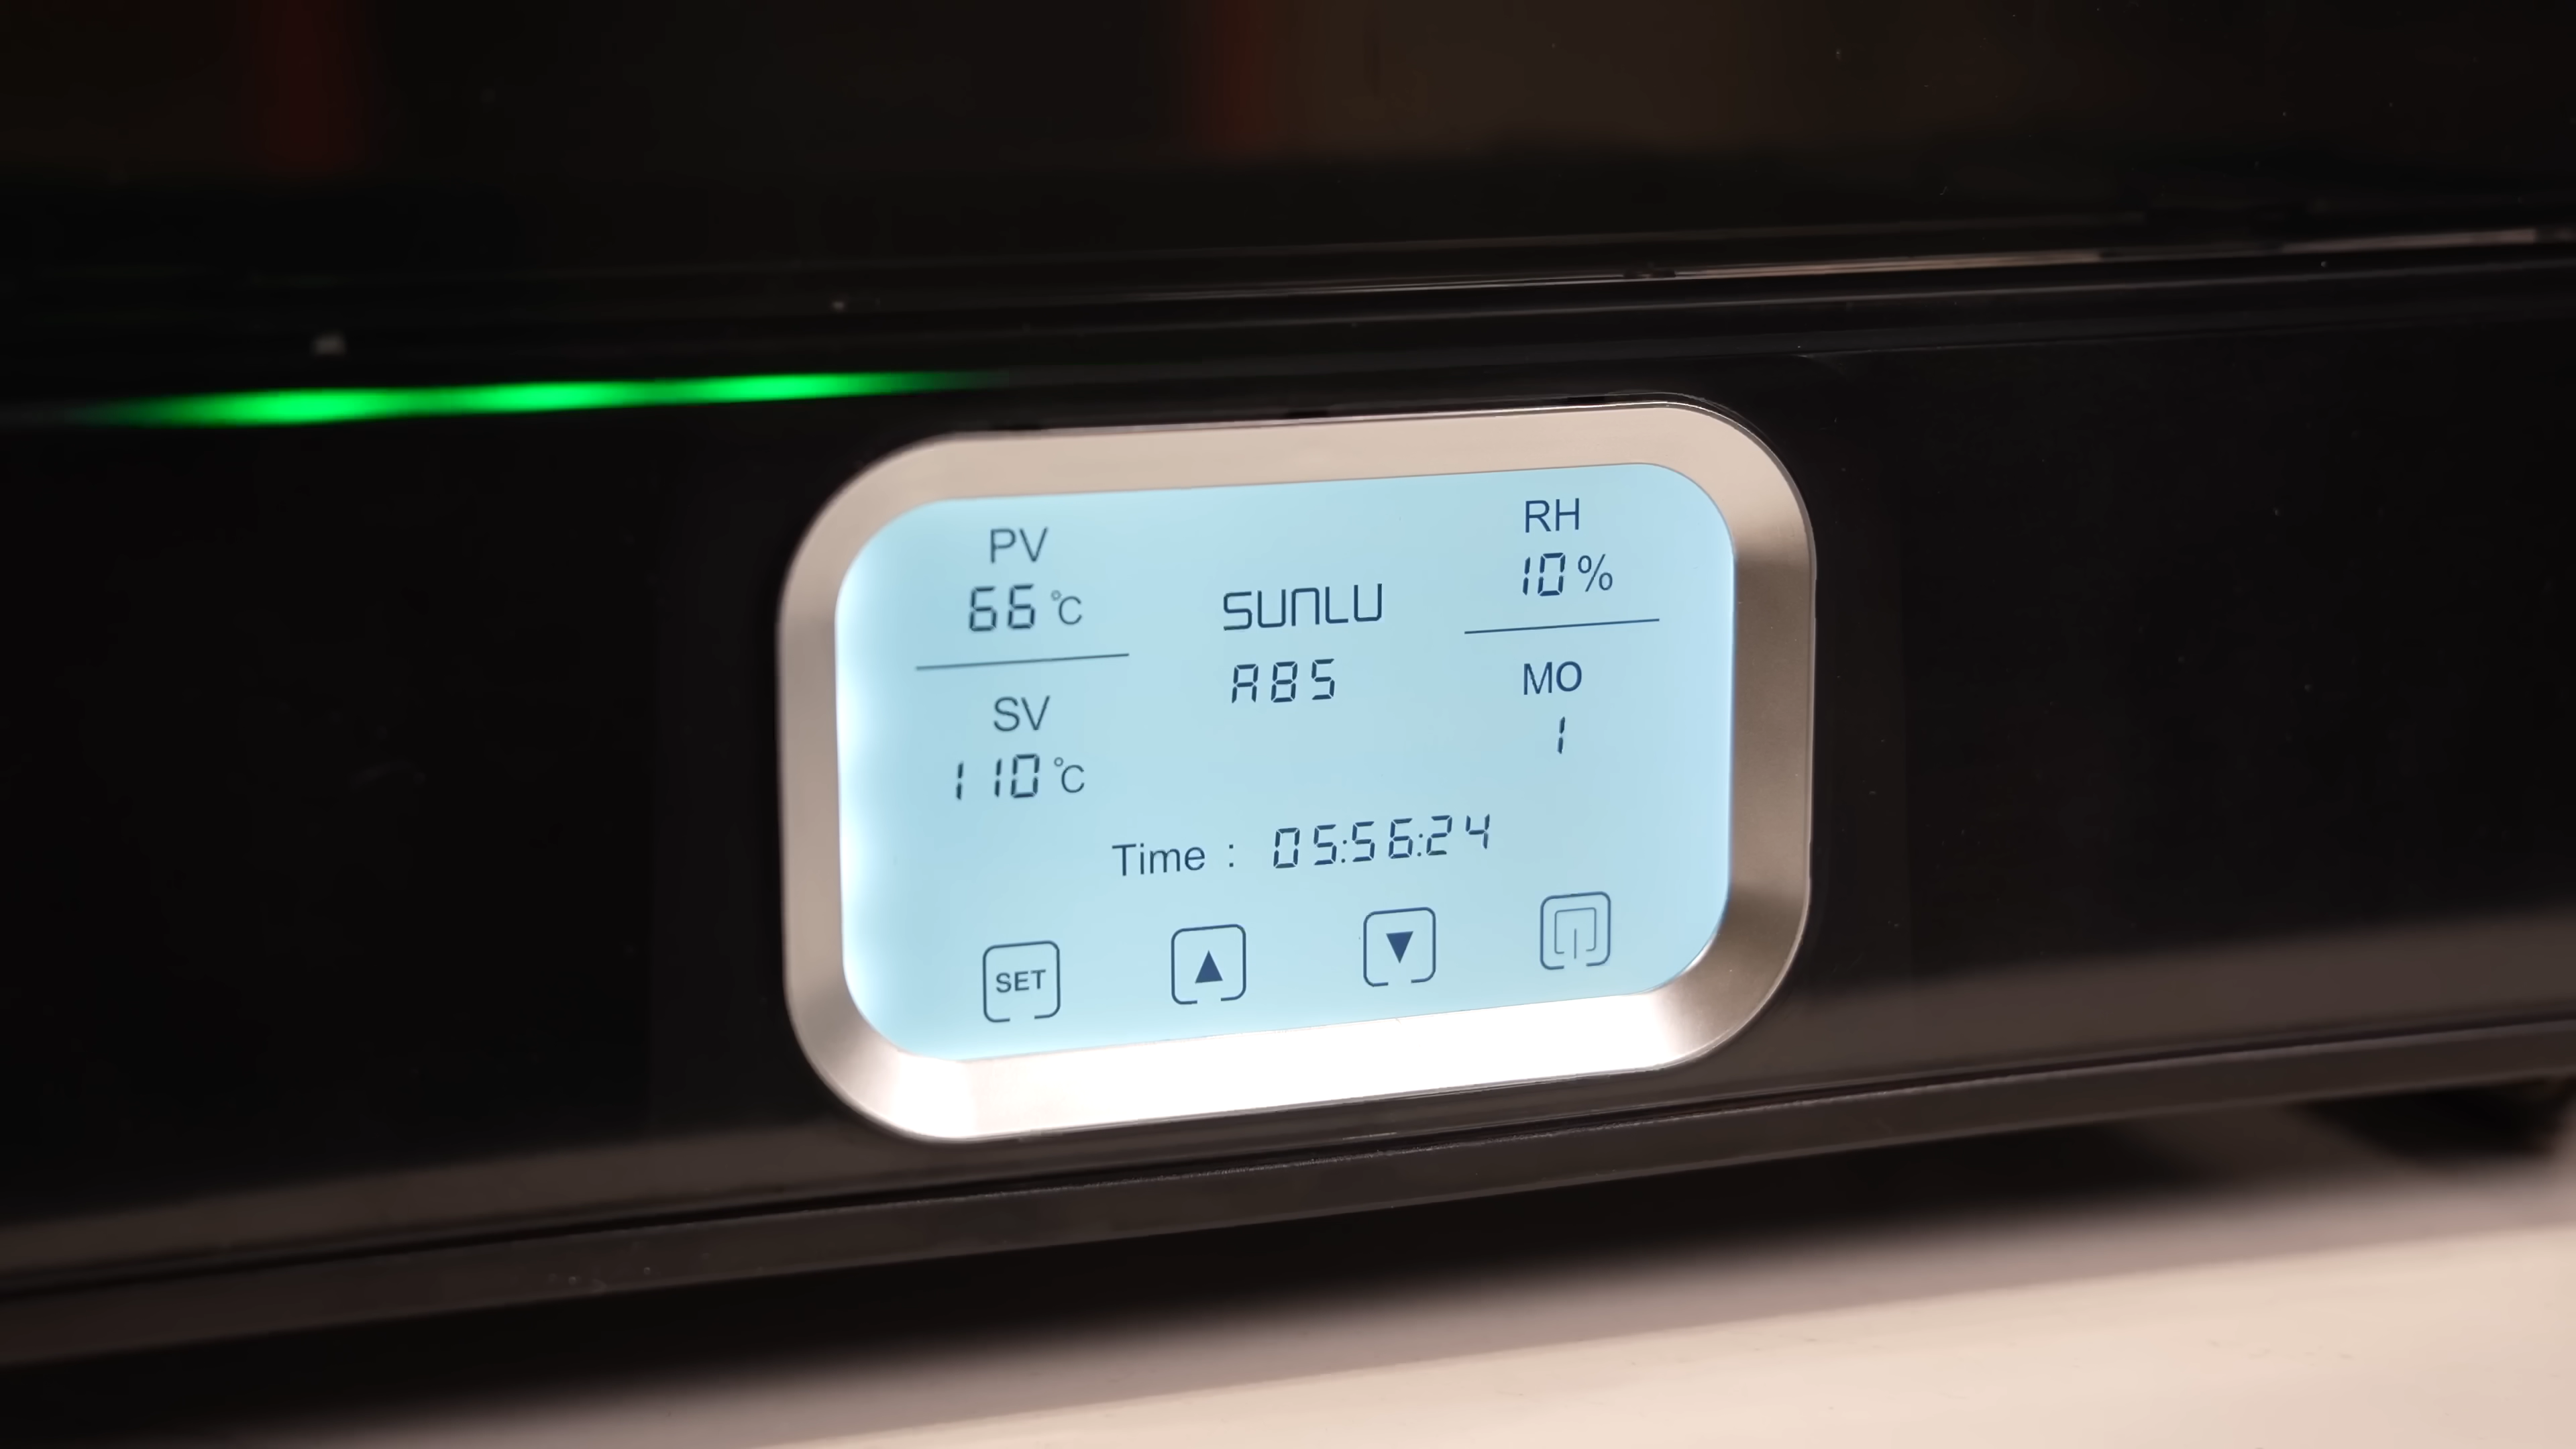 PV
66 °C
SV
110 °C
SUNLU
ABS
RH
10 %
MO
1
Time : 05:56:24
SET